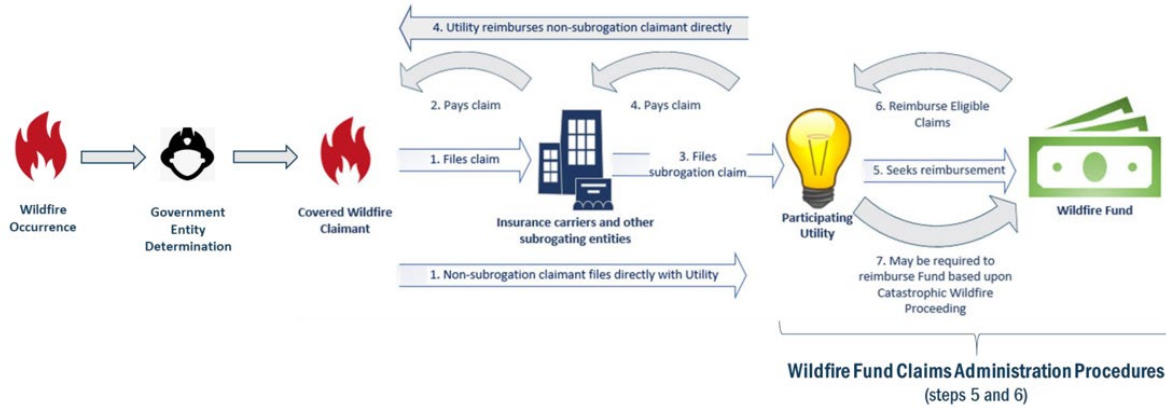 4. Utility reimburses non-subrogation claimant directly
2. Pays claim
4. Pays claim
6. Reimburse Eligible
Claims
1. Files claim
3. Files
subrogation claim
5. Seeks reimbursement
Wildfire
Occurrence
Government
Entity
Determination
Covered Wildfire
Claimant
Insurance carriers and other
subrogating entities
Participating
Utility
Wildfire Fund
1. Non-subrogation claimant files directly with Utility
7. May be required to
reimburse Fund based upon
Catastrophic Wildfire
Proceeding
Wildfire Fund Claims Administration Procedures
(steps 5 and 6)